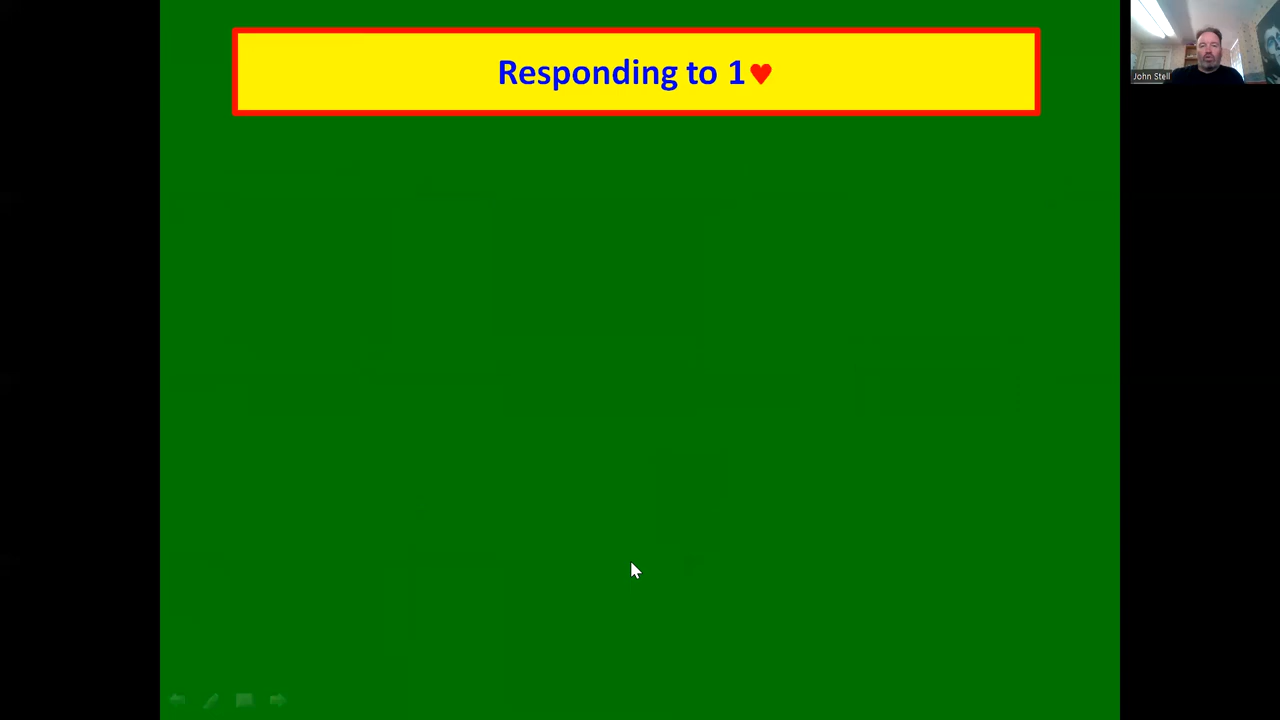 Responding to 1♥
John Stell